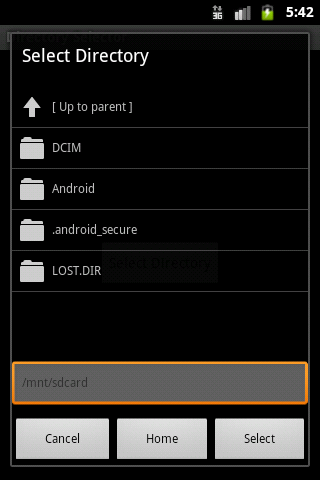 3G 5:42
Directory Selector
Select Directory
[ Up to parent ]
DCIM
Android
.android_secure
LOST.DIR
Select Directory
/mnt/sdcard
Cancel Home Select